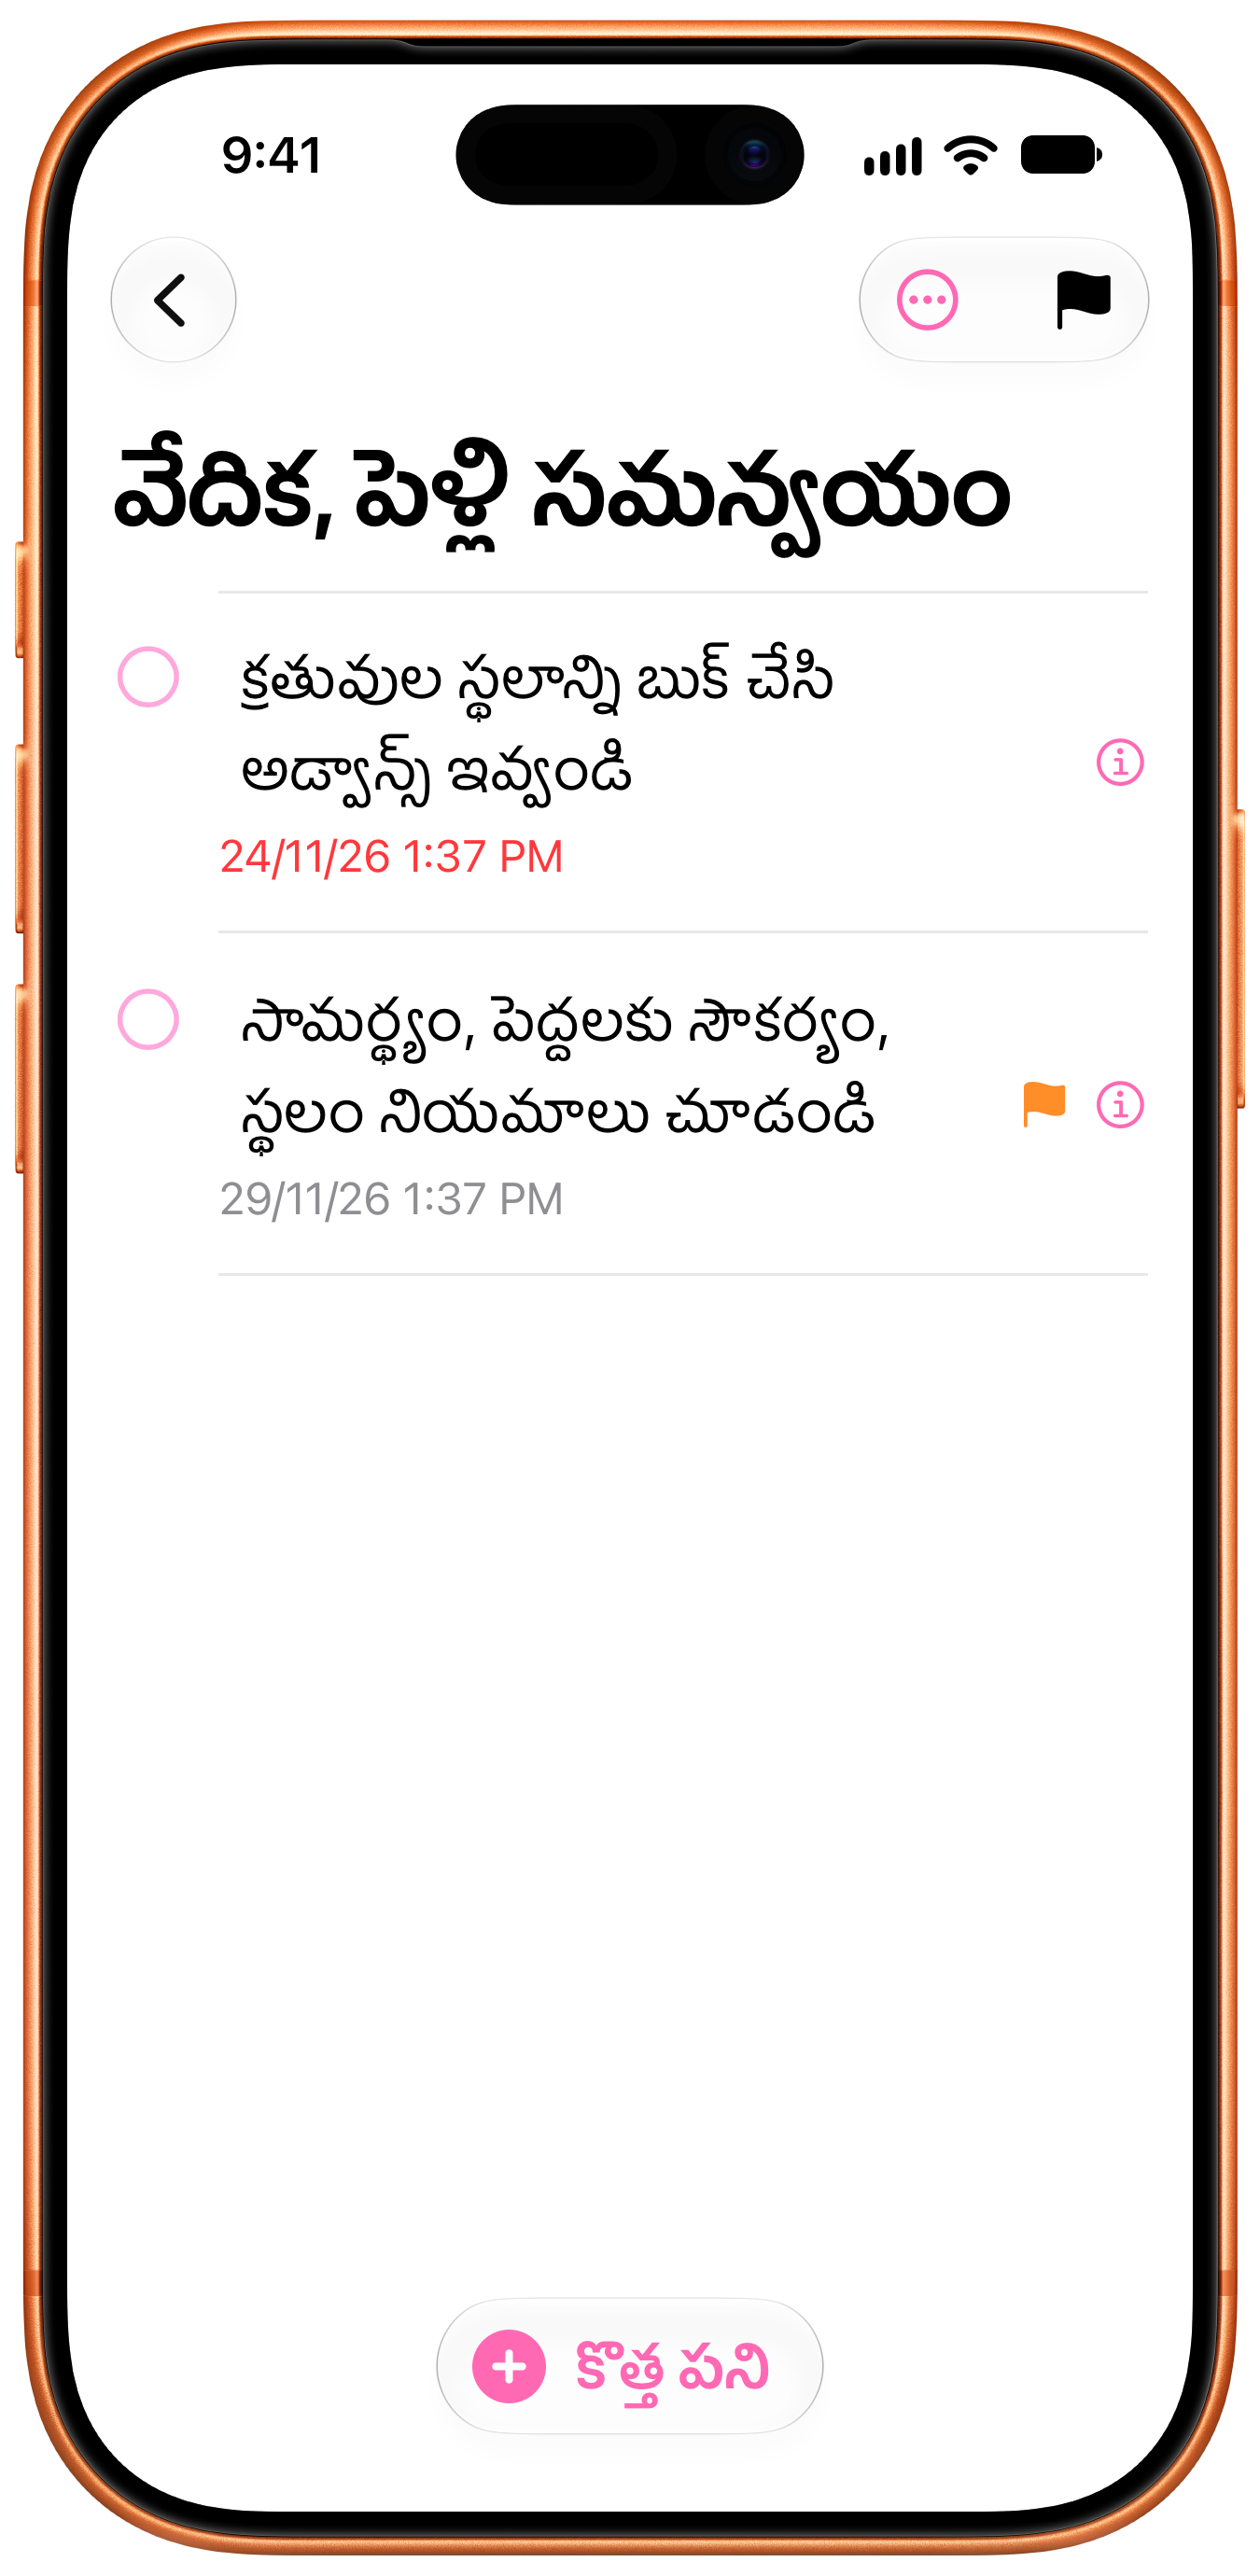 9:41
వేదిక, పెళ్లి సమన్వయం
క్రతువుల స్థలాన్ని బుక్ చేసి
అడ్వాన్స్ ఇవ్వండి
24/11/26 1:37 PM
సామర్థ్యం, పెద్దలకు సౌకర్యం,
స్థలం నియమాలు చూడండి
29/11/26 1:37 PM
కొత్త పని